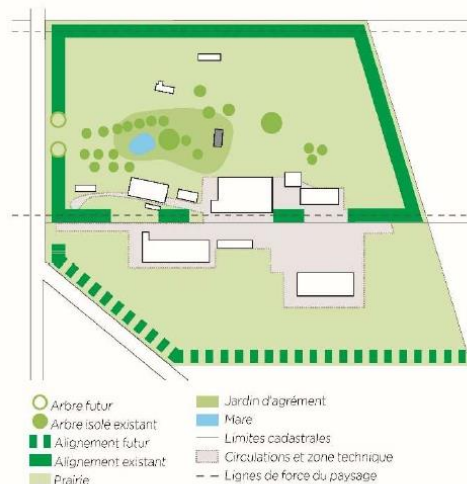 Arbre futur
Arbre isolé existant
Alignement futur
Alignement existant
Prairie
Jardin d'agrément
Mare
Limites cadastrales
Circulations et zone technique
Lignes de force du paysage